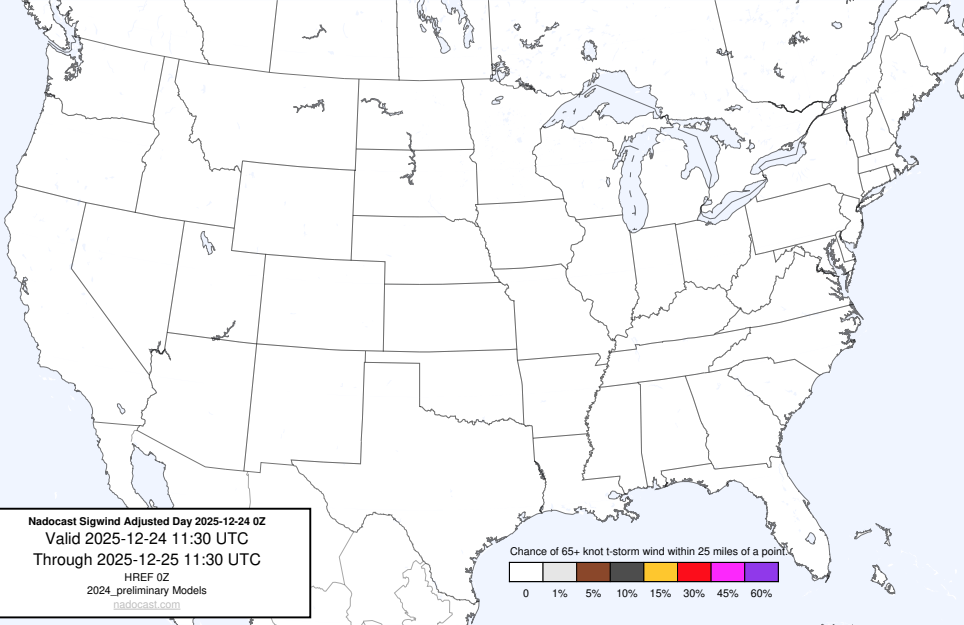 Nadocast Sigwind Adjusted Day 2025-12-24 0Z
Valid 2025-12-24 11:30 UTC
Through 2025-12-25 11:30 UTC
HREF 0Z
2024_preliminary Models
nadocast.com
Chance of 65+ knot t-storm wind within 25 miles of a point.
0 1% 5% 10% 15% 30% 45% 60%